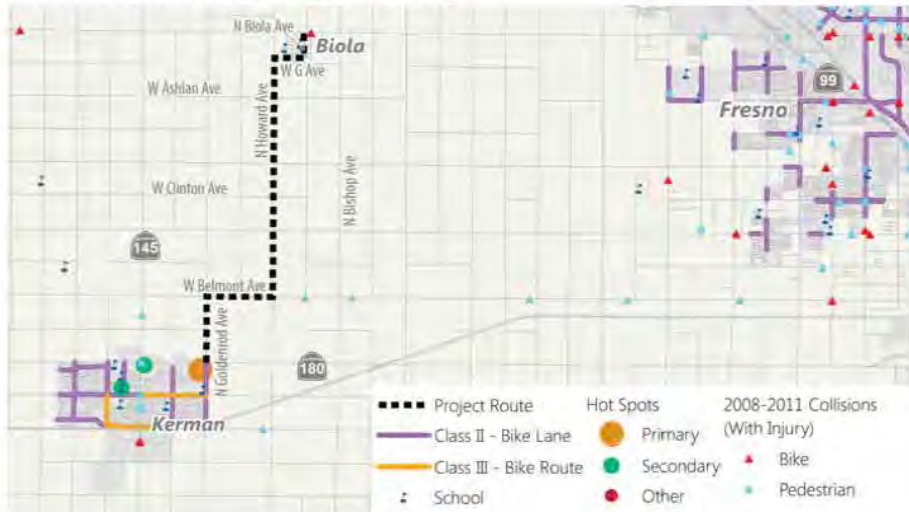 N Biola Ave
Biola
W G Ave
W Ashlan Ave
N Howard Ave
99
Fresno
W Clinton Ave
N Bishop Ave
145
W Belmont Ave
N Goldenrod Ave
180
Kerman
Project Route
Class II - Bike Lane
Class III - Bike Route
School
Hot Spots
Primary
Secondary
Other
2008-2011 Collisions
(With Injury)
Bike
Pedestrian